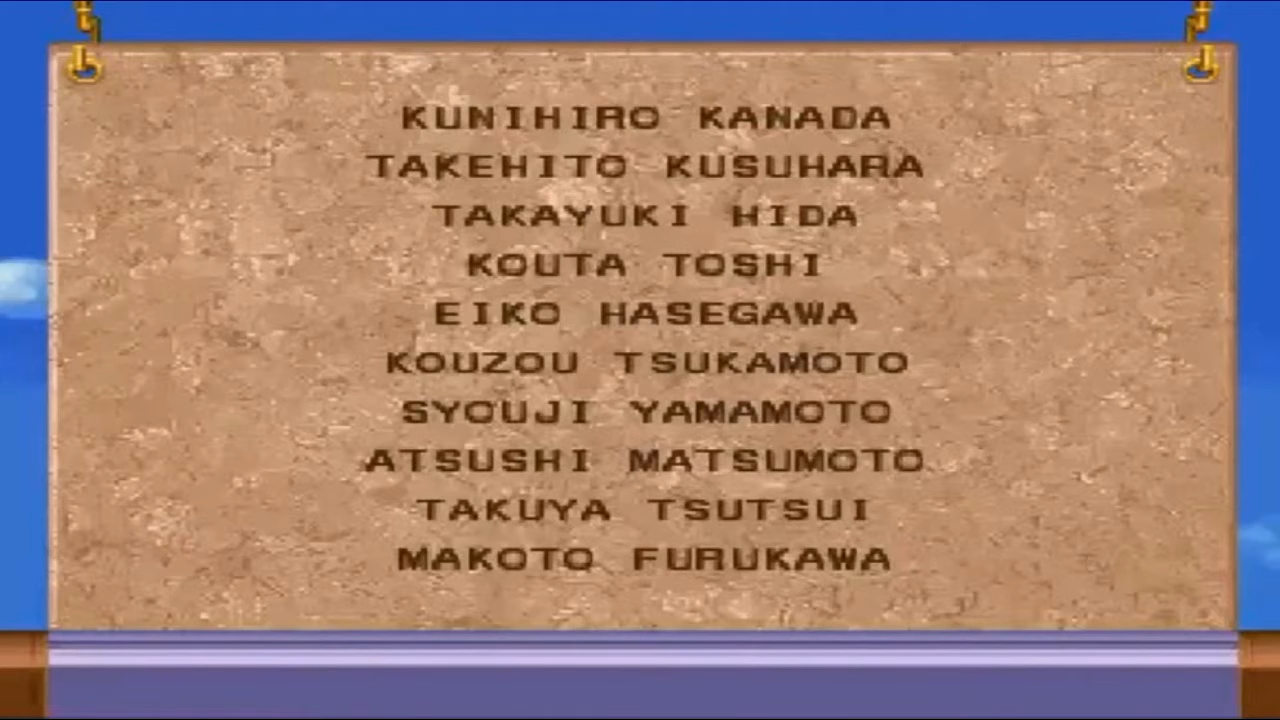 KUNIHIRO KANADA
TAKEHITO KUSUHARA
TAKAYUKI HIDA
KOUTA TOSHI
EIKO HASEGAWA
KOUZOU TSUKAMOTO
SYOUJI YAMAMOTO
ATSUSHI MATSUMOTO
TAKUYA TSUTSUI
MAKOTO FURUKAWA